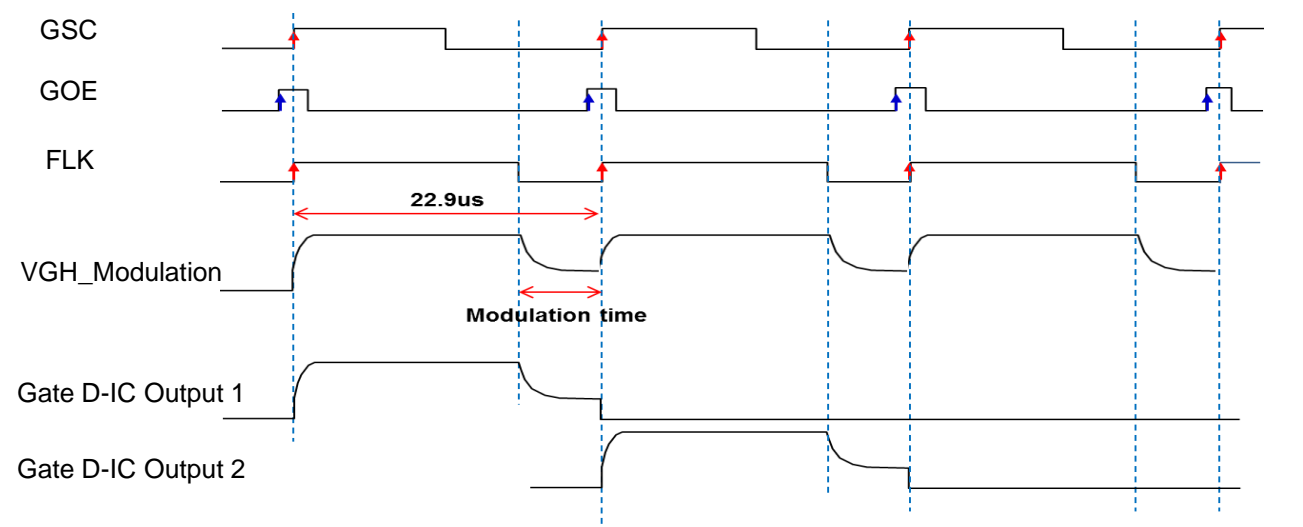 GSC
GOE
FLK
22.9us
VGH_Modulation
Modulation time
Gate D-IC Output 1
Gate D-IC Output 2